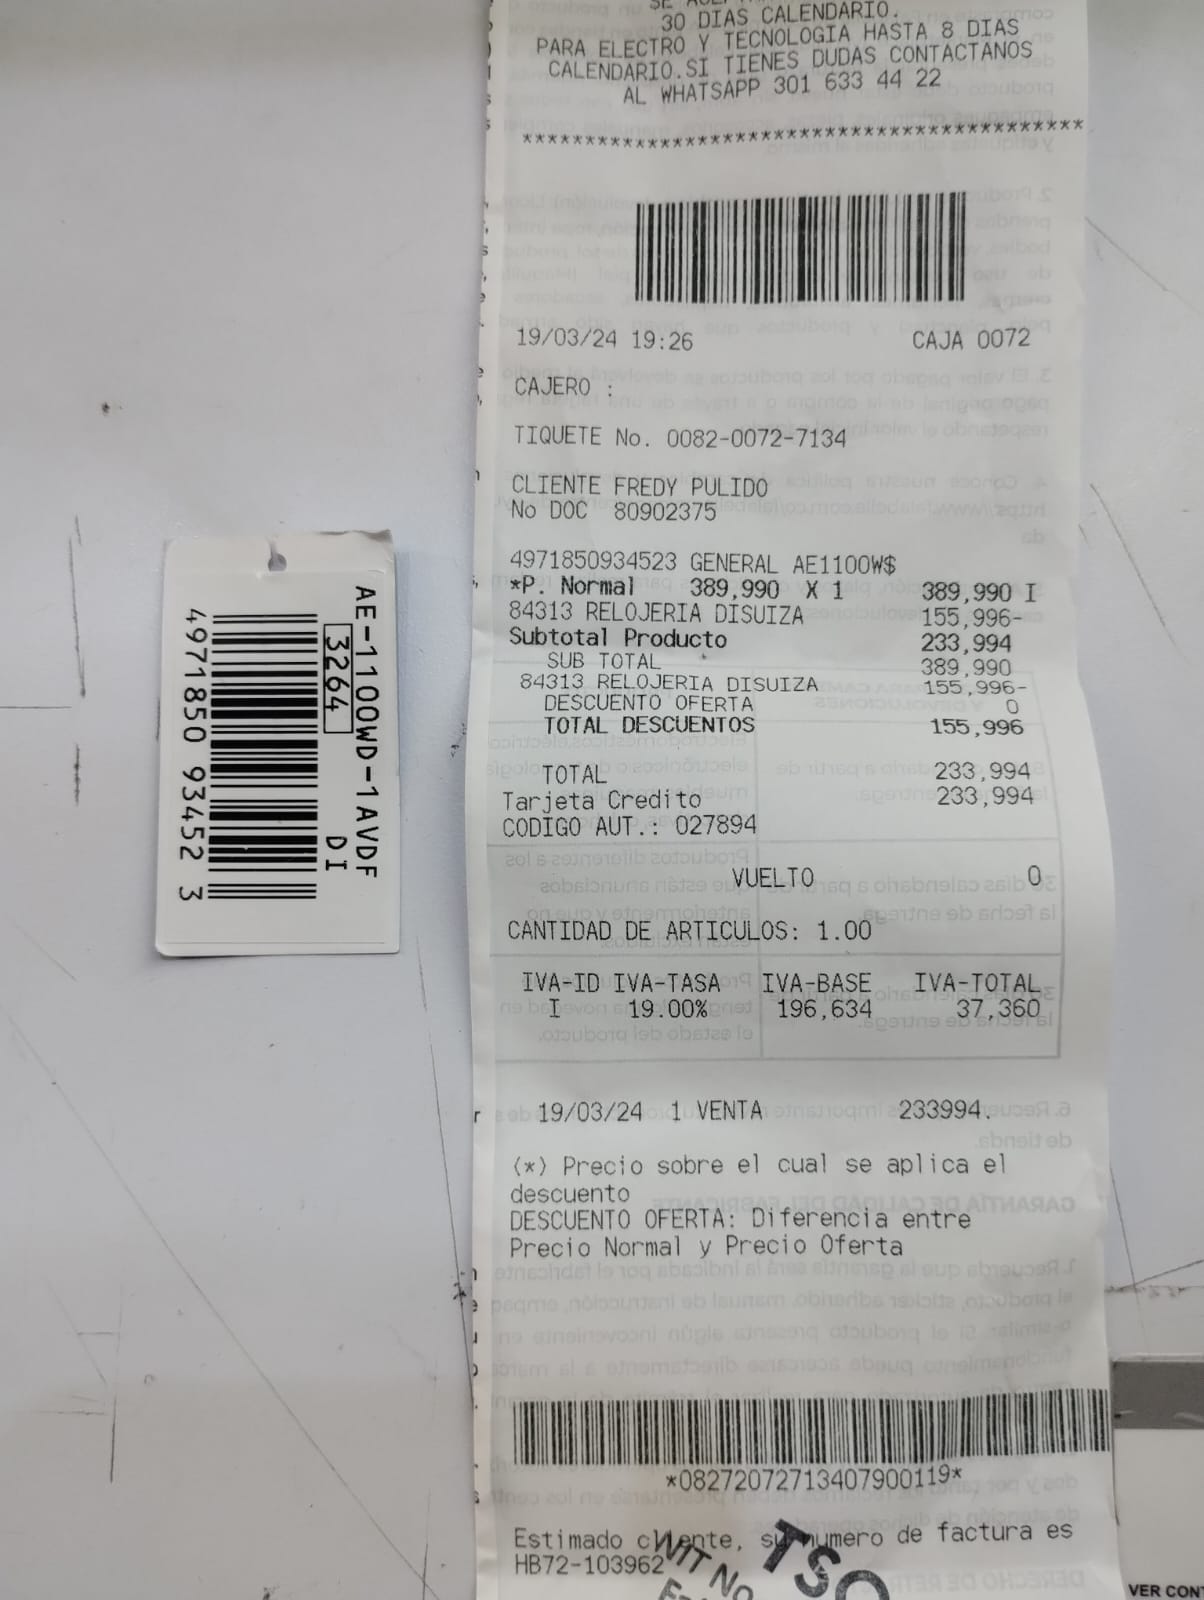 30 DIAS CALENDARIO.
PARA ELECTRO Y TECNOLOGIA HASTA 8 DIAS
CALENDARIO.SI TIENES DUDAS CONTACTANOS
AL WHATSAPP 301 633 44 22
*********************************************
19/03/24 19:26 CAJA 0072
CAJERO :
TIQUETE No. 0082-0072-7134
CLIENTE FREDY PULIDO
No DOC 80902375
4971850934523 GENERAL AE1100W$
*P. Normal 389,990 X 1 389,990 I
84313 RELOJERIA DISUIZA 155,996-
Subtotal Producto 233,994
SUB TOTAL 389,990
84313 RELOJERIA DISUIZA 155,996-
DESCUENTO OFERTA 0
TOTAL DESCUENTOS 155,996
TOTAL 233,994
Tarjeta Credito 233,994
CODIGO AUT.: 027894
VUELTO 0
CANTIDAD DE ARTICULOS: 1.00
IVA-ID IVA-TASA IVA-BASE IVA-TOTAL
I 19.00% 196,634 37,360
19/03/24 1 VENTA 233994.
(*) Precio sobre el cual se aplica el
descuento
DESCUENTO OFERTA: Diferencia entre
Precio Normal y Precio Oferta
*08272072713407900119*
Estimado cliente, su numero de factura es
HB72-103962
VER CONT
AE-1100WD-1AVDF
3264 DI
4971850 93452 3